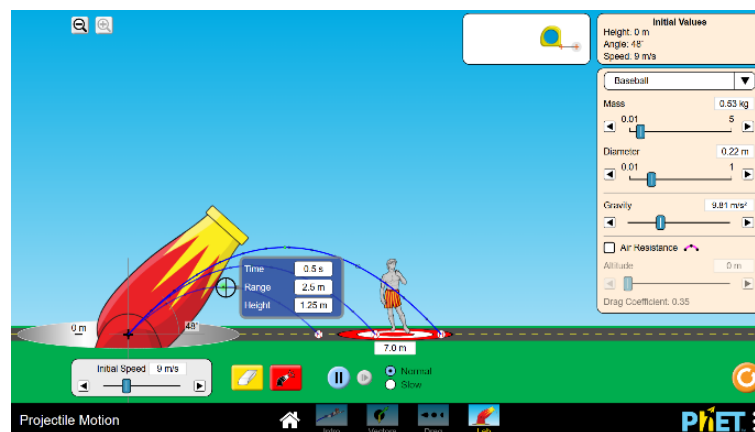 Initial Values
Height: 0 m
Angle: 48°
Speed: 9 m/s
Baseball
Mass
0.53 kg
0.01
5
Diameter
0.22 m
0.01
1
Gravity
9.81 m/s²
Air Resistance
Altitude
0 m
Drag Coefficient: 0.35
Time
0.5 s
Range
2.5 m
Height
1.25 m
0 m
48°
7.0 m
Initial Speed
9 m/s
Normal
Slow
Projectile Motion
Intro
Vectors
Drag
Lab
PhET